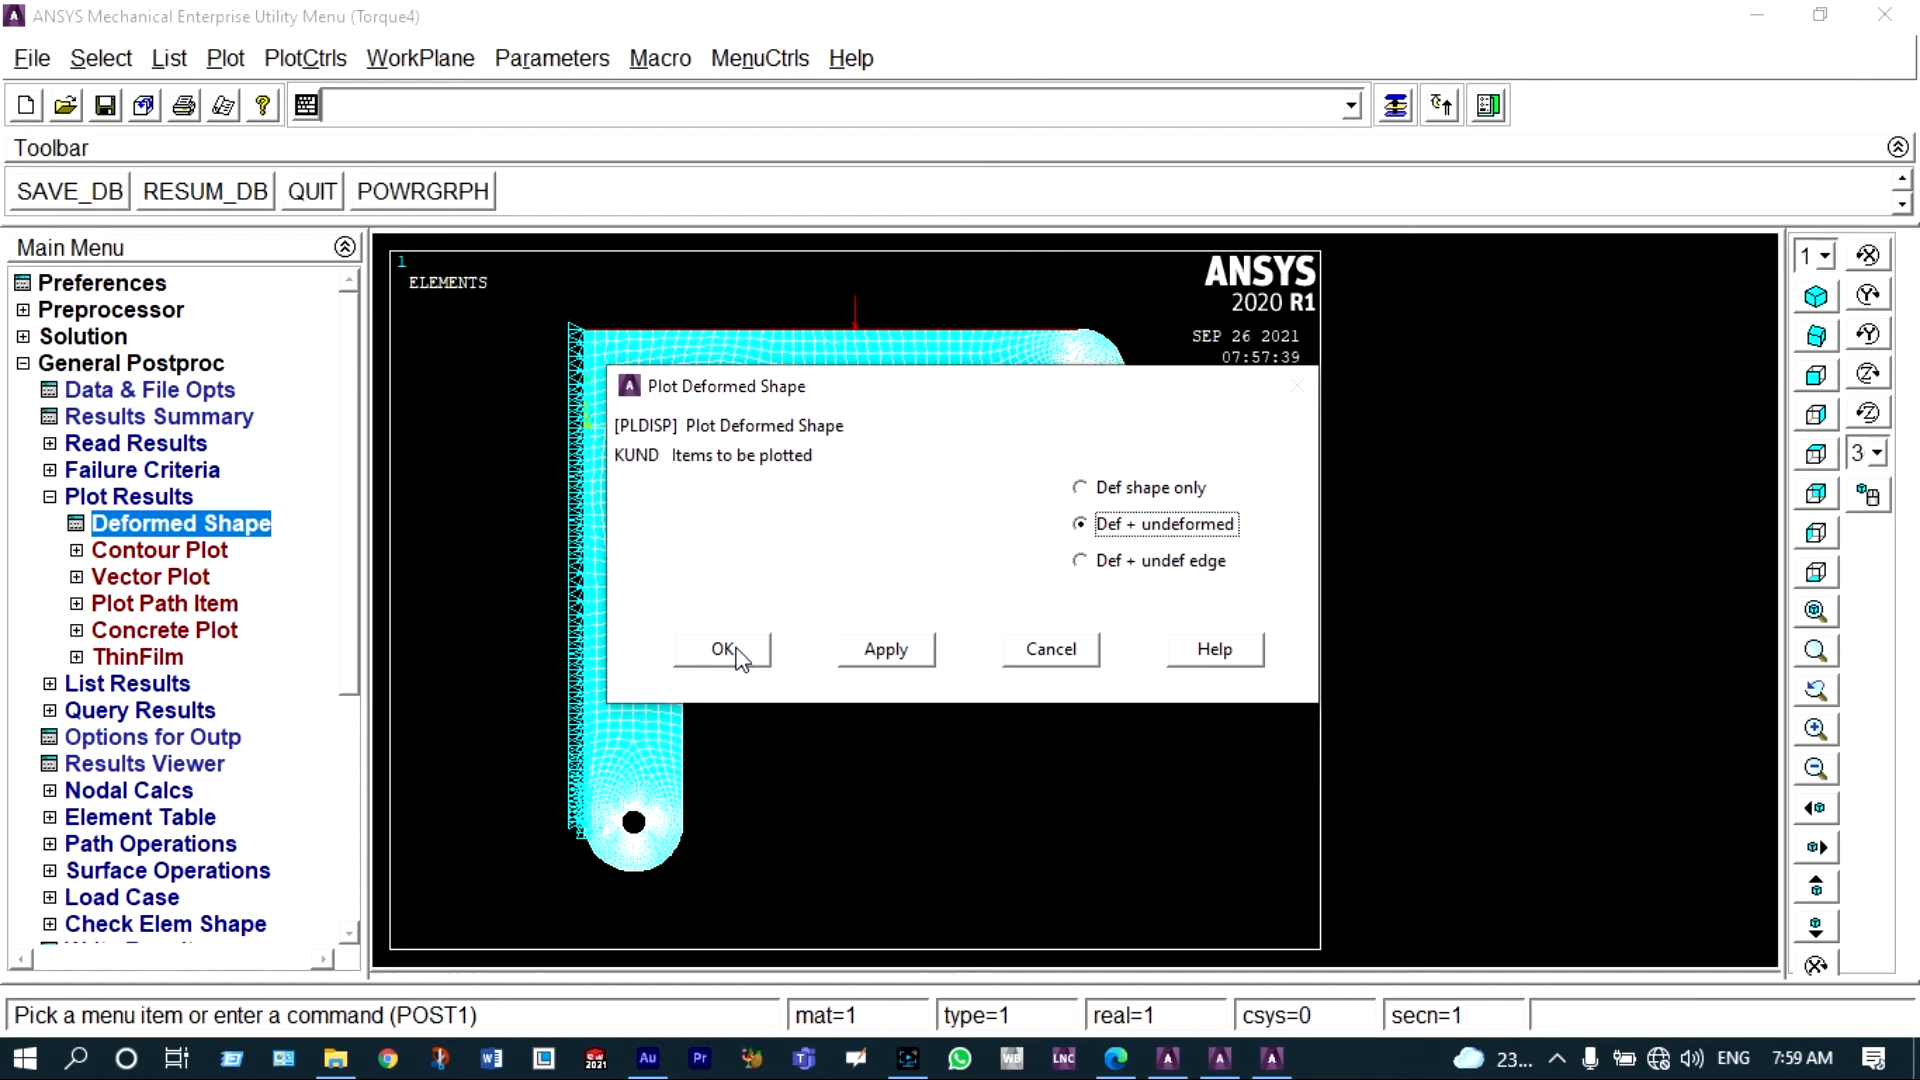 ANSYS Mechanical Enterprise Utility Menu (Torque4)
File Select List Plot PlotCtrls WorkPlane Parameters Macro MenuCtrls Help
Toolbar
SAVE_DB RESUM_DB QUIT POWRGRPH
Main Menu
Preferences
Preprocessor
Solution
General Postproc
Data & File Opts
Results Summary
Read Results
Failure Criteria
Plot Results
Deformed Shape
Contour Plot
Vector Plot
Plot Path Item
Concrete Plot
ThinFilm
List Results
Query Results
Options for Outp
Results Viewer
Nodal Calcs
Element Table
Path Operations
Surface Operations
Load Case
Check Elem Shape
1
ELEMENTS
ANSYS
2020 R1
SEP 26 2021
07:57:39
Plot Deformed Shape
[PLDISP] Plot Deformed Shape
KUND Items to be plotted
Def shape only
Def + undeformed
Def + undef edge
OK Apply Cancel Help
1
3
Pick a menu item or enter a command (POST1)
mat=1 type=1 real=1 csys=0 secn=1
23... ENG 7:59 AM